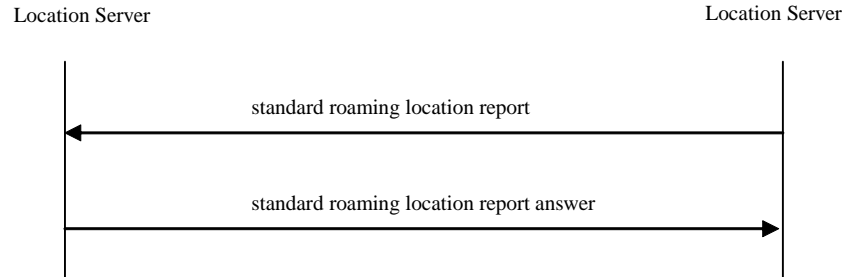 Location Server
Location Server
standard roaming location report
standard roaming location report answer